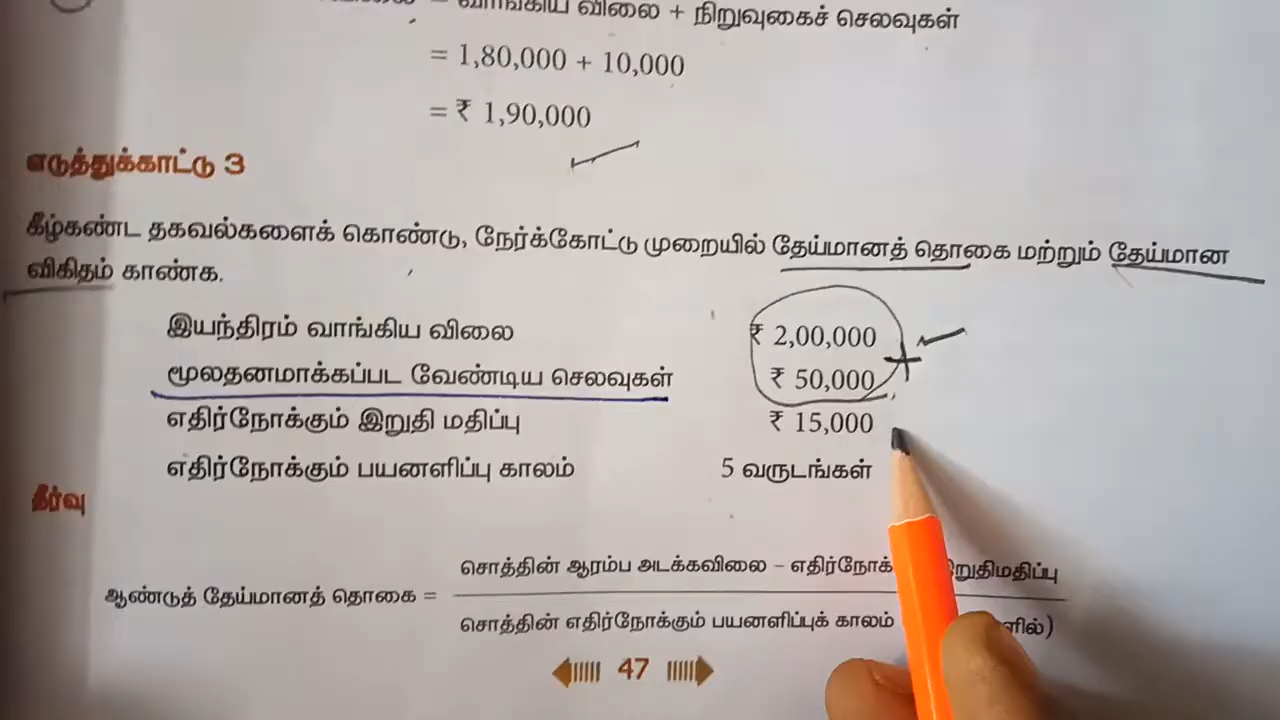 வாங்கிய விலை + நிறுவுகைச் செலவுகள்
= 1,80,000 + 10,000
= ₹ 1,90,000
எடுத்துக்காட்டு 3
கீழ்கண்ட தகவல்களைக் கொண்டு, நேர்க்கோட்டு முறையில் தேய்மானத் தொகை மற்றும் தேய்மான
விகிதம் காண்க.
இயந்திரம் வாங்கிய விலை ₹ 2,00,000
மூலதனமாக்கப்பட வேண்டிய செலவுகள் ₹ 50,000
எதிர்நோக்கும் இறுதி மதிப்பு ₹ 15,000
எதிர்நோக்கும் பயனளிப்பு காலம் 5 வருடங்கள்
தீர்வு
சொத்தின் ஆரம்ப அடக்கவிலை – எதிர்நோக் இறுதிமதிப்பு
ஆண்டுத் தேய்மானத் தொகை =
சொத்தின் எதிர்நோக்கும் பயனளிப்புக் காலம் ளில்)
47